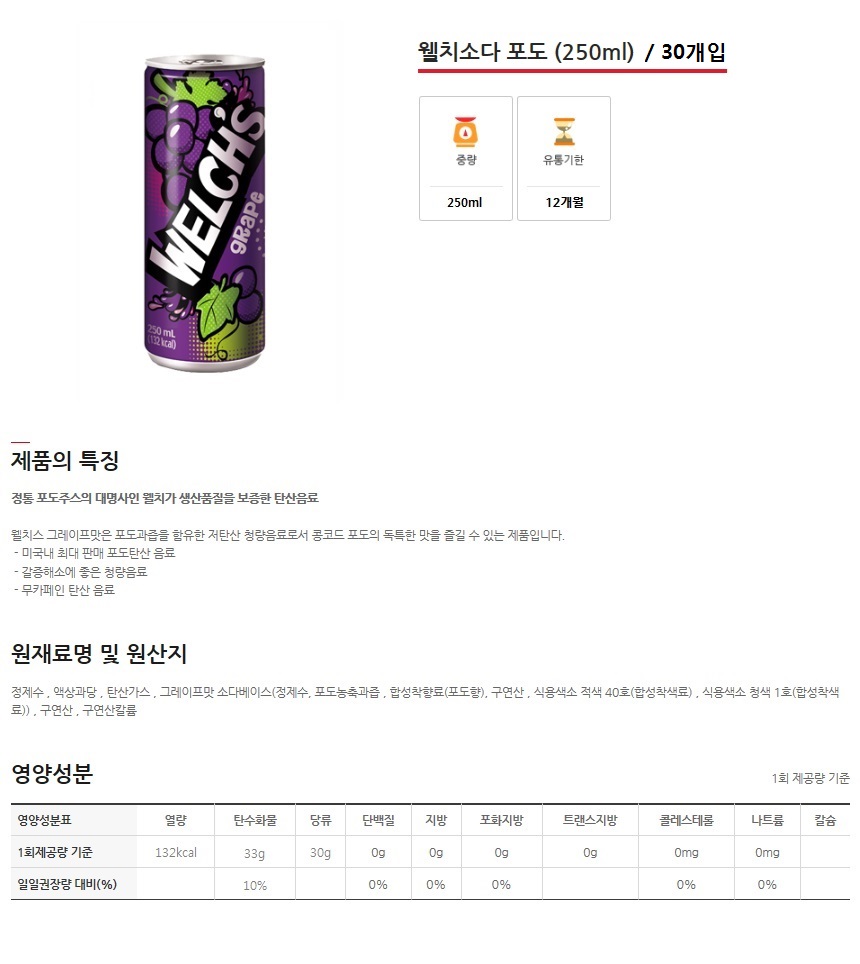 웰치소다 포도 (250ml) / 30개입
중량
유통기한
250ml
12개월
WELCH'S
grape
250 mL
(132 kcal)
제품의 특징
정통 포도주스의 대명사인 웰치가 생산품질을 보증한 탄산음료
웰치스 그레이프맛은 포도과즙을 함유한 저탄산 청량음료로서 콩코드 포도의 독특한 맛을 즐길 수 있는 제품입니다.
- 미국내 최대 판매 포도탄산 음료
- 갈증해소에 좋은 청량음료
- 무카페인 탄산 음료
원재료명 및 원산지
정제수 , 액상과당 , 탄산가스 , 그레이프맛 소다베이스(정제수, 포도농축과즙 , 합성착향료(포도향), 구연산 , 식용색소 적색 40호(합성착색료) , 식용색소 청색 1호(합성착색
료)) , 구연산 , 구연산칼륨
영양성분
1회 제공량 기준
영양성분표 열량 탄수화물 당류 단백질 지방 포화지방 트랜스지방 콜레스테롤 나트륨 칼슘
1회제공량 기준 132kcal 33g 30g 0g 0g 0g 0g 0mg 0mg
일일권장량 대비(%) 10% 0% 0% 0% 0% 0%